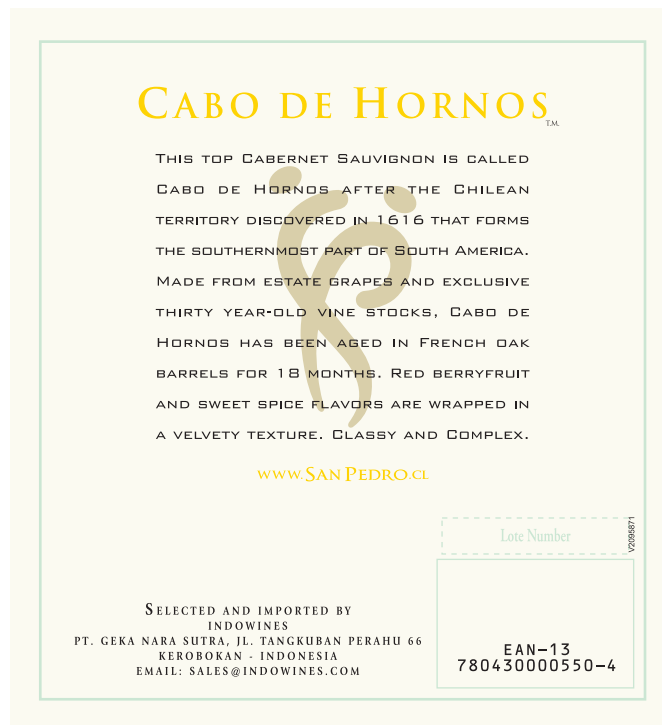 CABO DE HORNOS
T.M.
THIS TOP CABERNET SAUVIGNON IS CALLED
CABO DE HORNOS AFTER THE CHILEAN
TERRITORY DISCOVERED IN 1616 THAT FORMS
THE SOUTHERNMOST PART OF SOUTH AMERICA.
MADE FROM ESTATE GRAPES AND EXCLUSIVE
THIRTY YEAR-OLD VINE STOCKS, CABO DE
HORNOS HAS BEEN AGED IN FRENCH OAK
BARRELS FOR 18 MONTHS. RED BERRYFRUIT
AND SWEET SPICE FLAVORS ARE WRAPPED IN
A VELVETY TEXTURE. CLASSY AND COMPLEX.
WWW.SANPEDRO.CL
Lote Number
V2095871
SELECTED AND IMPORTED BY
INDOWINES
PT. GEKA NARA SUTRA, JL. TANGKUBAN PERAHU 66
KEROBOKAN - INDONESIA
EMAIL: SALES@INDOWINES.COM
EAN-13
780430000550-4